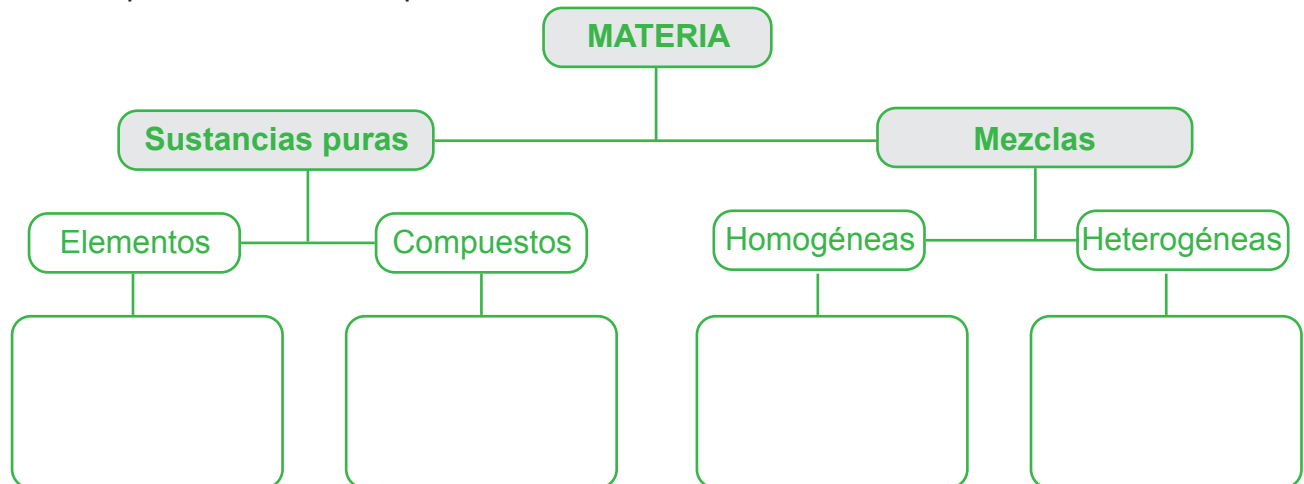 MATERIA
Sustancias puras
Mezclas
Elementos
Compuestos
Homogéneas
Heterogéneas